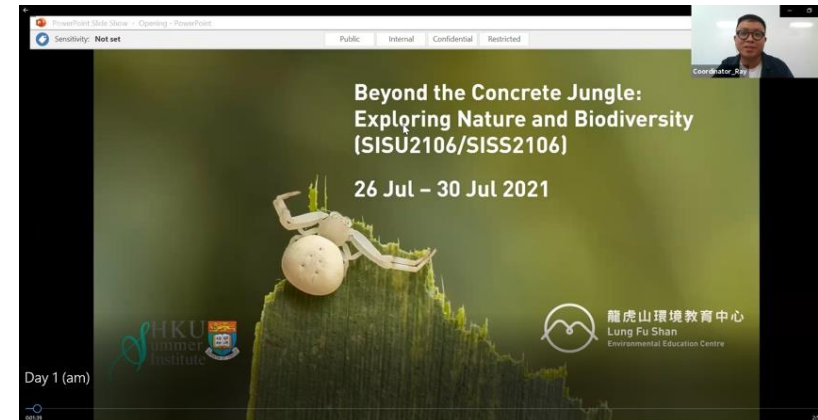 PowerPoint Slide Show - Opening - PowerPoint
Sensitivity: Not set
Public
Internal
Confidential
Restricted
Coordinator_Ray
Beyond the Concrete Jungle:
Exploring Nature and Biodiversity
(SISU2106/SISS2106)
26 Jul – 30 Jul 2021
HKU
Summer
Institute
龍虎山環境教育中心
Lung Fu Shan
Environmental Education Centre
Day 1 (am)